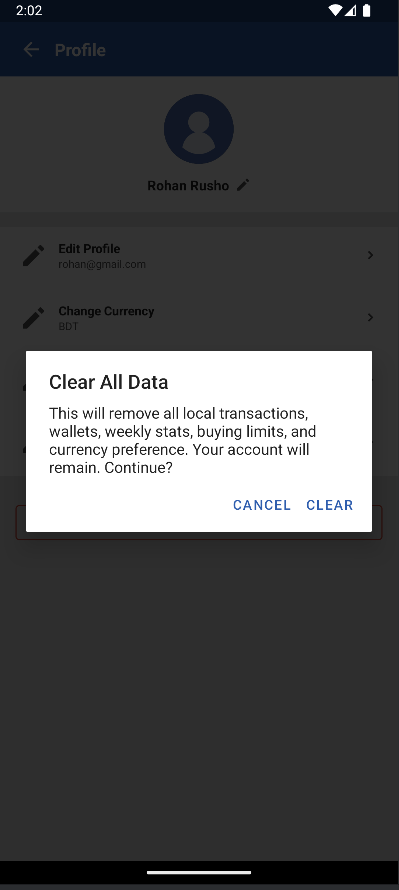 2:02
Profile
Rohan Rusho
Edit Profile
rohan@gmail.com
Change Currency
BDT
Clear All Data
This will remove all local transactions,
wallets, weekly stats, buying limits, and
currency preference. Your account will
remain. Continue?
CANCEL CLEAR